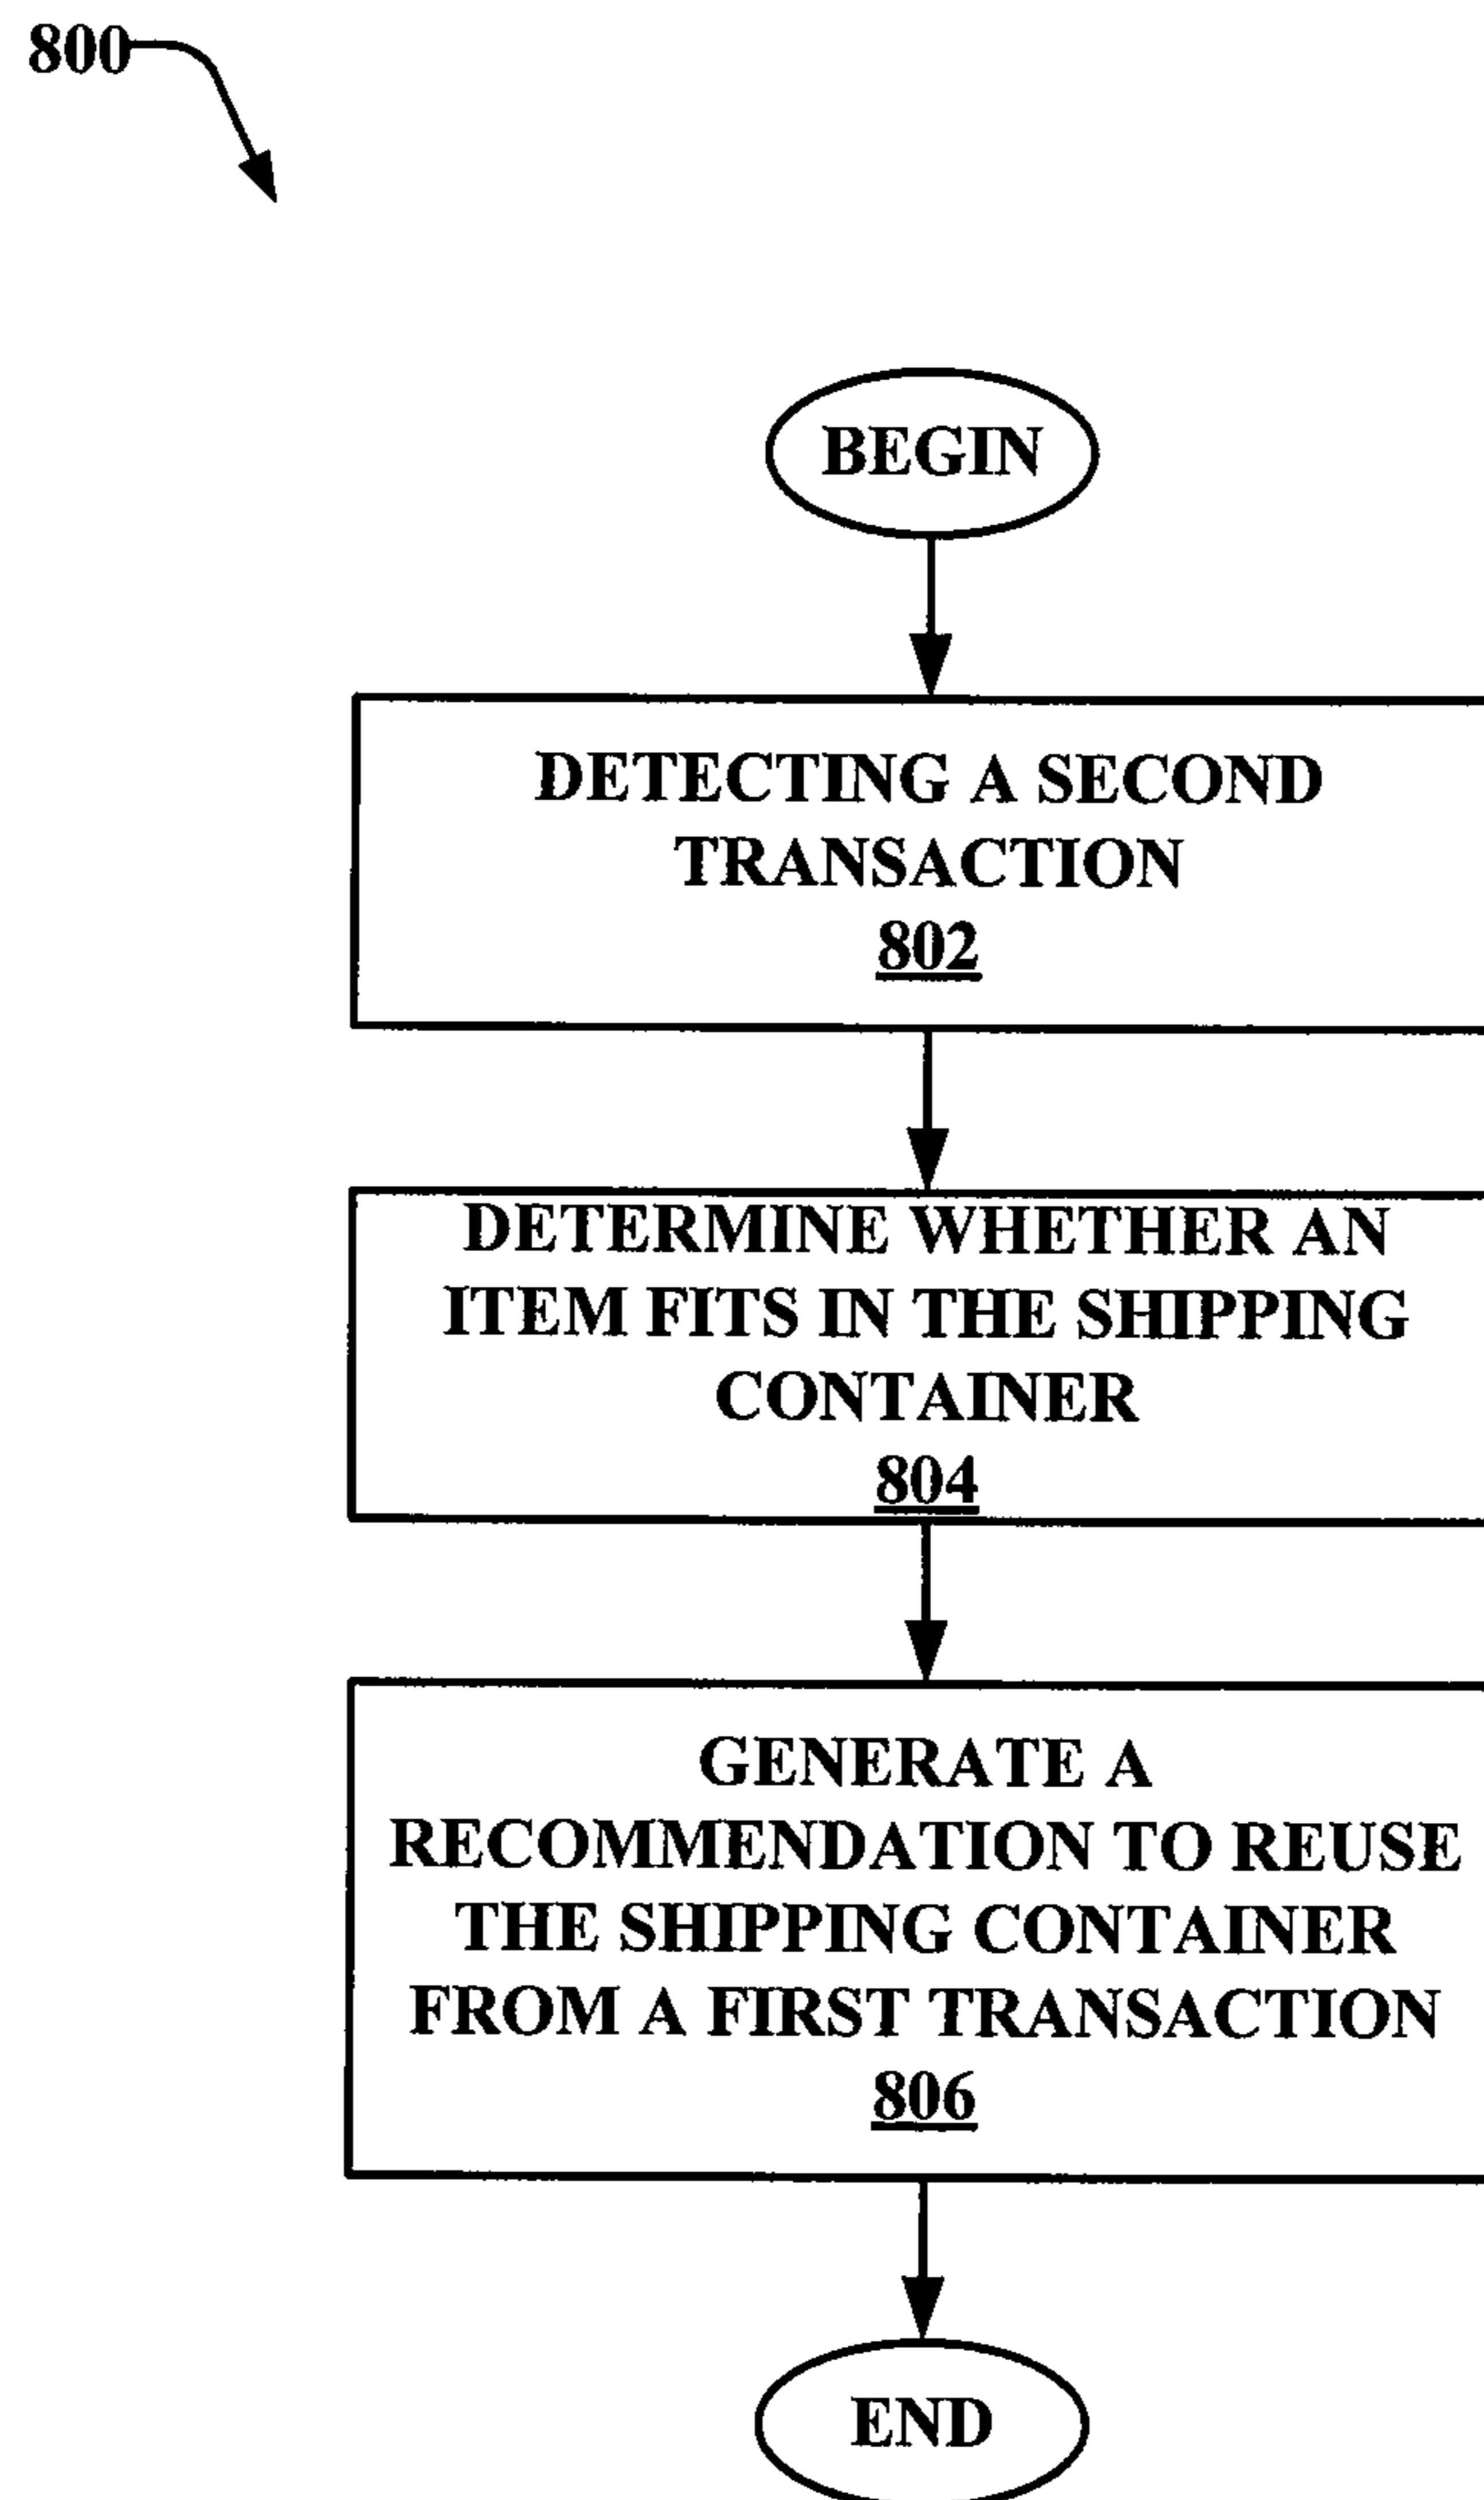 800
BEGIN
DETECTING A SECOND
TRANSACTION
802
DETERMINE WHETHER AN
ITEM FITS IN THE SHIPPING
CONTAINER
804
GENERATE A
RECOMMENDATION TO REUSE
THE SHIPPING CONTAINER
FROM A FIRST TRANSACTION
806
END